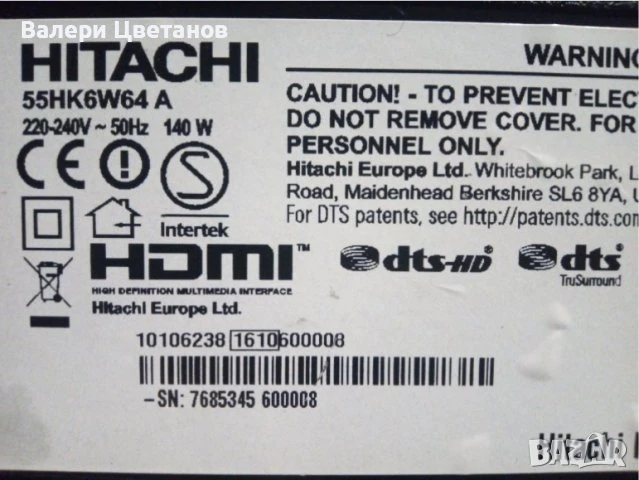 Валери Цветанов
HITACHI
55HK6W64 A
220-240V ~ 50Hz 140 W
Intertek
HDMI™
HIGH DEFINITION MULTIMEDIA INTERFACE
Hitachi Europe Ltd.
WARNING
CAUTION! - TO PREVENT ELEC
DO NOT REMOVE COVER. FOR
PERSONNEL ONLY.
Hitachi Europe Ltd. Whitebrook Park, L
Road, Maidenhead Berkshire SL6 8YA, U
For DTS patents, see http://patents.dts.com
dts-HD
dts
TruSurround
10106238 1610600008
-SN: 7685345 600008
Hitachi